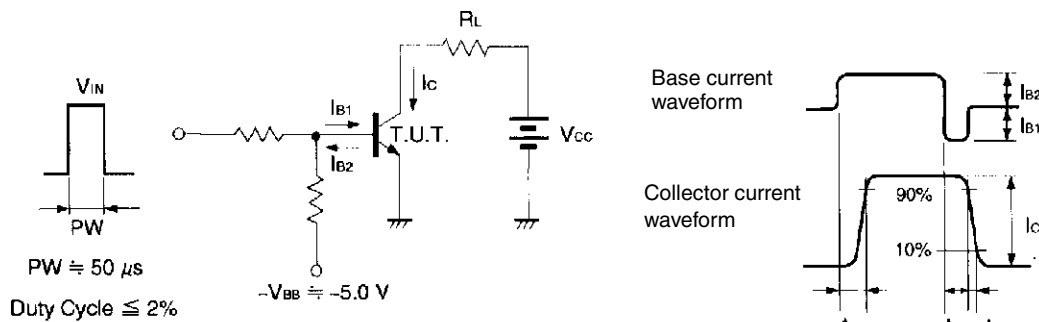 VIN
PW
PW ≒ 50 μs
Duty Cycle ≦ 2%
IB1
IB2
T.U.T.
IC
RL
VCC
−VBB ≒ −5.0 V
Base current
waveform
IB2
IB1
Collector current
waveform
90%
10%
IC